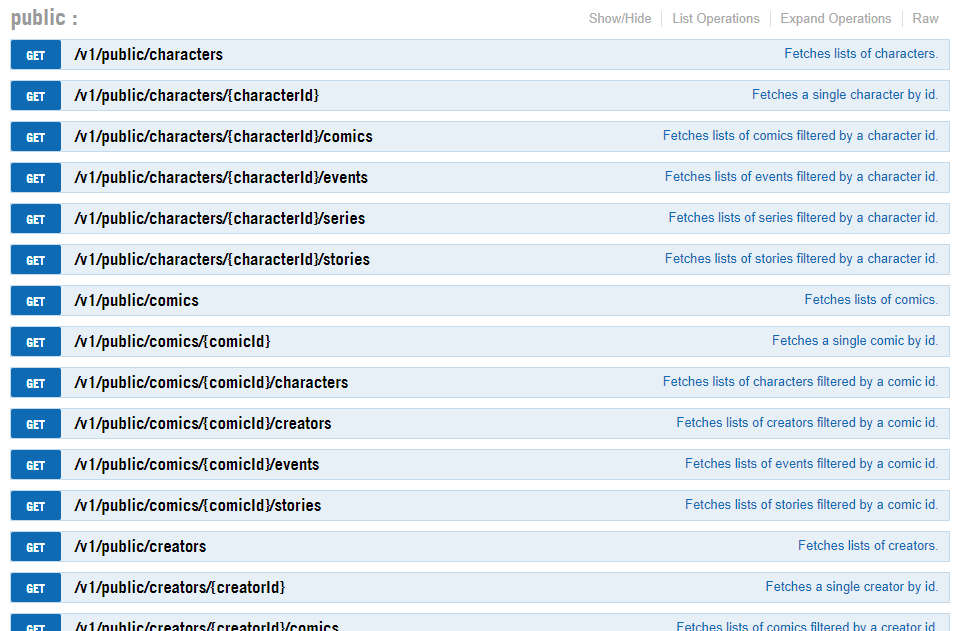 public : Show/Hide List Operations Expand Operations Raw
GET /v1/public/characters Fetches lists of characters.
GET /v1/public/characters/{characterId} Fetches a single character by id.
GET /v1/public/characters/{characterId}/comics Fetches lists of comics filtered by a character id.
GET /v1/public/characters/{characterId}/events Fetches lists of events filtered by a character id.
GET /v1/public/characters/{characterId}/series Fetches lists of series filtered by a character id.
GET /v1/public/characters/{characterId}/stories Fetches lists of stories filtered by a character id.
GET /v1/public/comics Fetches lists of comics.
GET /v1/public/comics/{comicId} Fetches a single comic by id.
GET /v1/public/comics/{comicId}/characters Fetches lists of characters filtered by a comic id.
GET /v1/public/comics/{comicId}/creators Fetches lists of creators filtered by a comic id.
GET /v1/public/comics/{comicId}/events Fetches lists of events filtered by a comic id.
GET /v1/public/comics/{comicId}/stories Fetches lists of stories filtered by a comic id.
GET /v1/public/creators Fetches lists of creators.
GET /v1/public/creators/{creatorId} Fetches a single creator by id.
GET /v1/public/creators/{creatorId}/comics Fetches lists of comics filtered by a creator id.